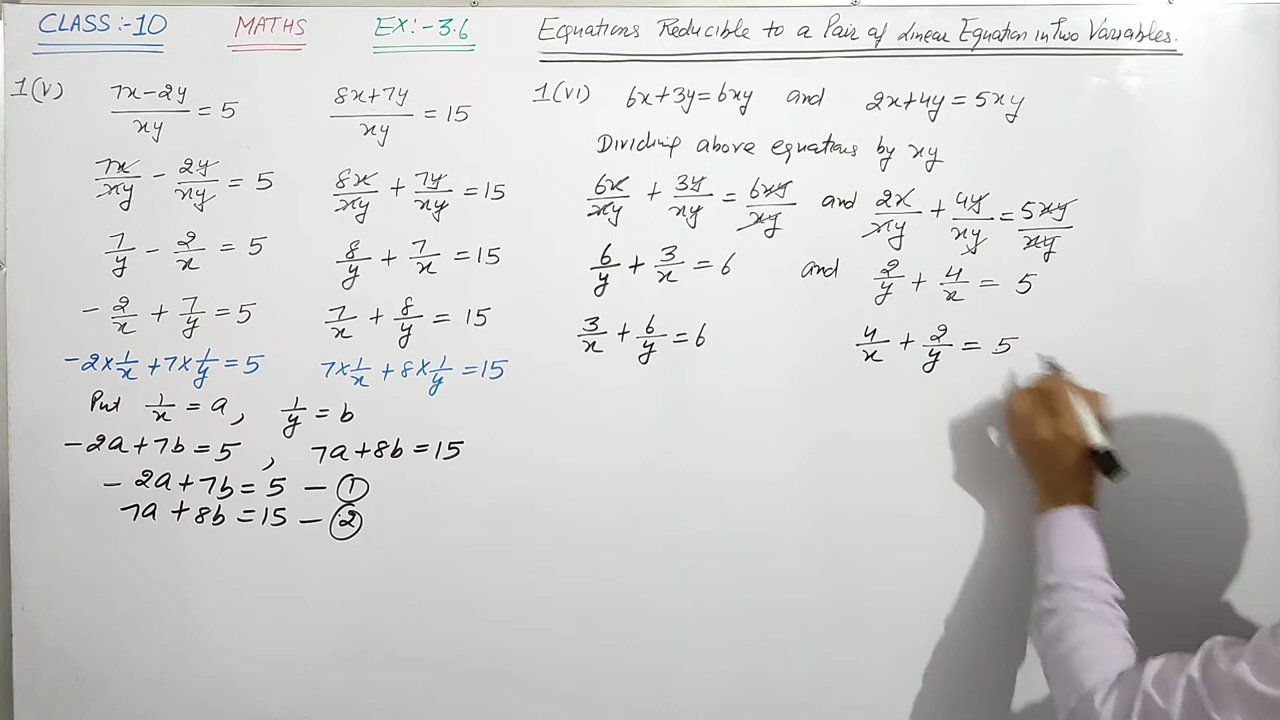 CLASS:-10 MATHS EX:-3.6 Equations Reducible to a Pair of Linear Equation in Two Variables.
1(V) (7x-2y)/xy = 5 (8x+7y)/xy = 15
7x/xy - 2y/xy = 5 8x/xy + 7y/xy = 15
7/y - 2/x = 5 8/y + 7/x = 15
-2/x + 7/y = 5 7/x + 8/y = 15
-2×1/x + 7×1/y = 5 7×1/x + 8×1/y = 15
Put 1/x = a, 1/y = b
-2a+7b=5, 7a+8b=15
-2a+7b=5 - ①
7a+8b=15 - ②
1(VI) 6x+3y=6xy and 2x+4y=5xy
Dividing above equations by xy
6x/xy + 3y/xy = 6xy/xy and 2x/xy + 4y/xy = 5xy/xy
6/y + 3/x = 6 and 2/y + 4/x = 5
3/x + 6/y = 6 4/x + 2/y = 5